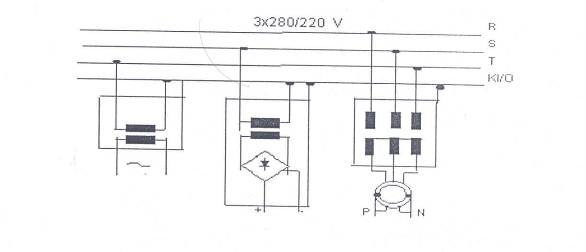 3x280/220 V
R
S
T
Kl/O
+ -
P N